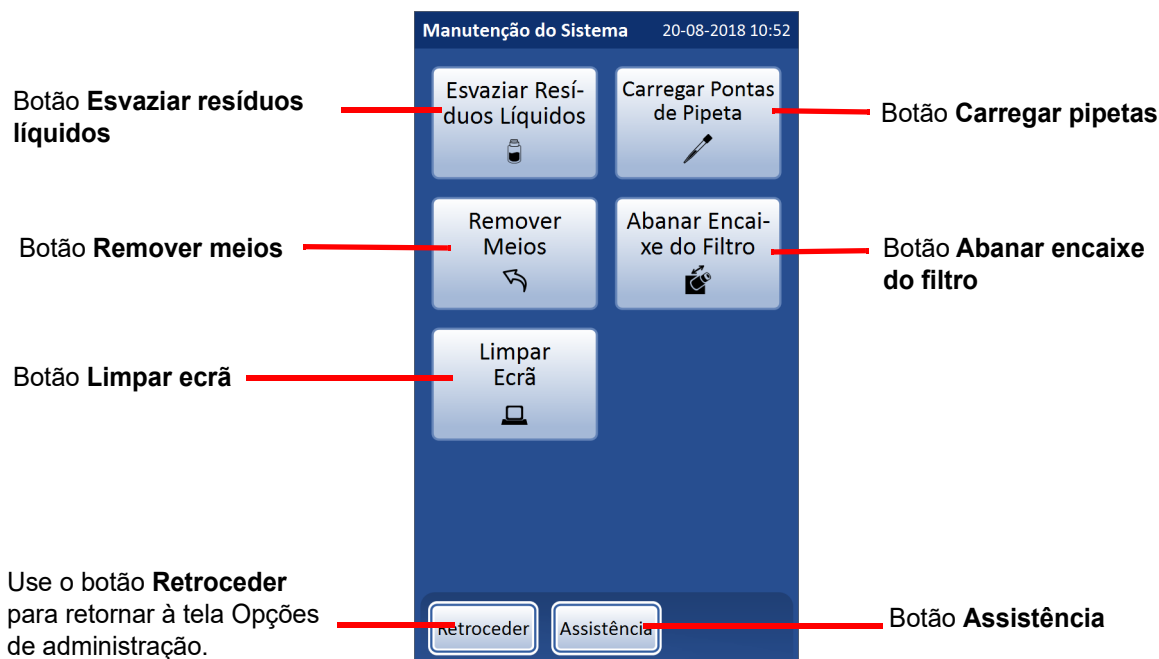 Manutenção do Sistema 20-08-2018 10:52
Botão Esvaziar resíduos
líquidos
Esvaziar Resí-
duos Líquidos
Carregar Pontas
de Pipeta
Botão Carregar pipetas
Botão Remover meios
Remover
Meios
Abanar Encai-
xe do Filtro
Botão Abanar encaixe
do filtro
Botão Limpar ecrã
Limpar
Ecrã
Use o botão Retroceder
para retornar à tela Opções
de administração.
Retroceder
Assistência
Botão Assistência